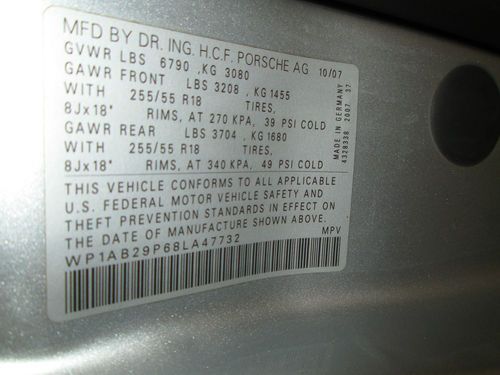 MFD BY DR. ING. H.C.F. PORSCHE AG 10/07
GVWR LBS 6790 ,KG 3080
GAWR FRONT LBS 3208 , KG 1455
WITH 255/55 R18 TIRES,
8Jx18" RIMS, AT 270 KPA, 39 PSI COLD
GAWR REAR LBS 3704 , KG 1680
WITH 255/55 R18 TIRES,
8Jx18" RIMS, AT 340 KPA, 49 PSI COLD
THIS VEHICLE CONFORMS TO ALL APPLICABLE
U.S. FEDERAL MOTOR VEHICLE SAFETY AND
THEFT PREVENTION STANDARDS IN EFFECT ON
THE DATE OF MANUFACTURE SHOWN ABOVE.
WP1AB29P68LA47732 MPV
MADE IN GERMANY
4328338 2007 37